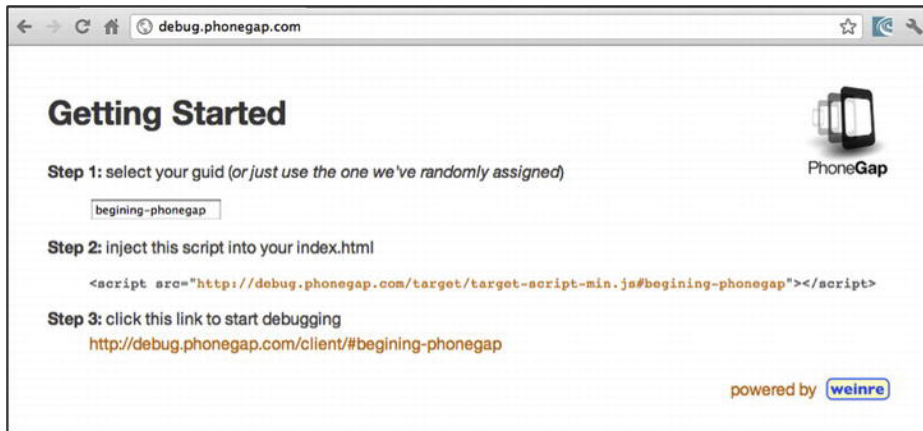 debug.phonegap.com
Getting Started
PhoneGap
Step 1: select your guid (or just use the one we've randomly assigned)
begining-phonegap
Step 2: inject this script into your index.html
<script src="http://debug.phonegap.com/target/target-script-min.js#begining-phonegap"></script>
Step 3: click this link to start debugging
http://debug.phonegap.com/client/#begining-phonegap
powered by weinre